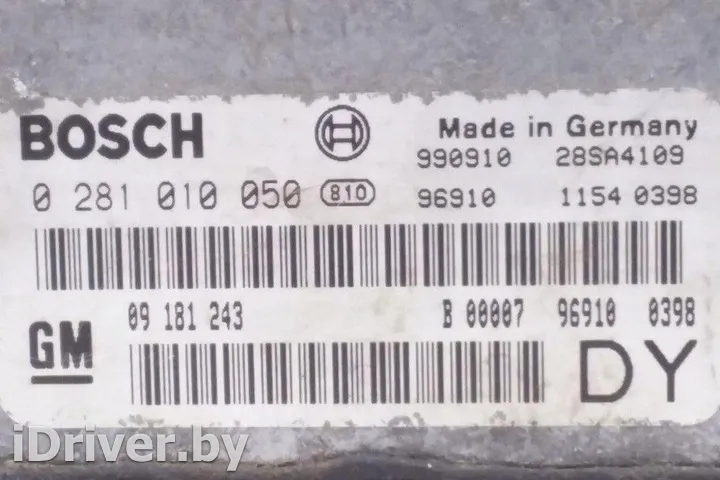 BOSCH
Made in Germany
990910 28SA4109
0 281 010 050 810 96910 1154 0398
09 181 243 B 00007 96910 0398
GM
DY
iDriver.by